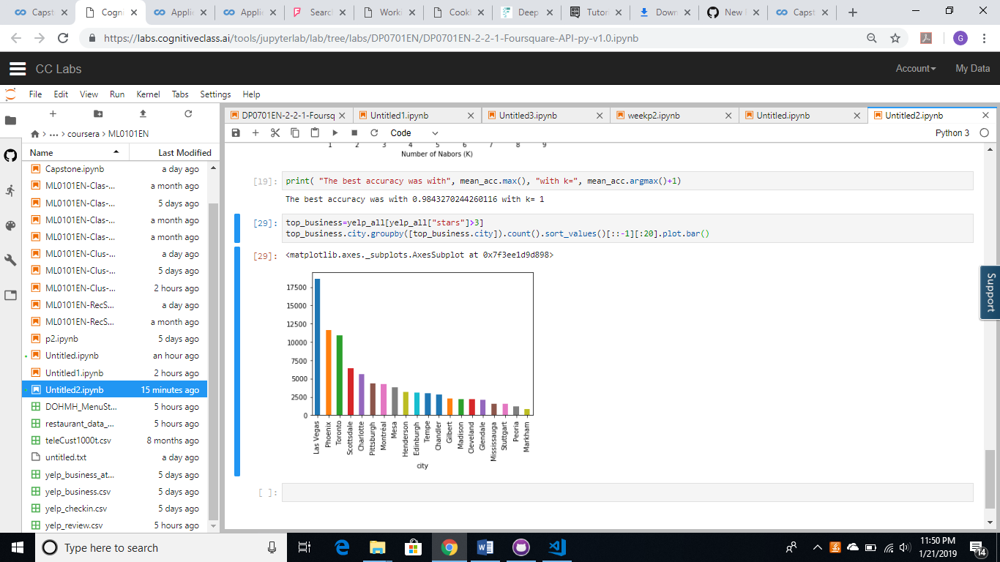 Capst
Cogni
Applie
Applie
Search
Worki
Cookl
Deep
Tutor
Down
New
Capst
https://labs.cognitiveclass.ai/tools/jupyterlab/lab/tree/labs/DP0701EN/DP0701EN-2-2-1-Foursquare-API-py-v1.0.ipynb
G
CC Labs
Account
My Data
File Edit View Run Kernel Tabs Settings Help
DP0701EN-2-2-1-Foursq
Untitled1.ipynb
Untitled3.ipynb
weekp2.ipynb
Untitled.ipynb
Untitled2.ipynb
Code
Python 3
… › coursera › ML0101EN
Name Last Modified
Capstone.ipynb a day ago
ML0101EN-Clas-... a month ago
ML0101EN-Clas-... 5 days ago
ML0101EN-Clas-... a month ago
ML0101EN-Clas-... a month ago
ML0101EN-Clus-... a day ago
ML0101EN-Clus-... 5 days ago
ML0101EN-Clus-... 2 hours ago
ML0101EN-RecS... a day ago
ML0101EN-RecS... a month ago
p2.ipynb 5 days ago
Untitled.ipynb an hour ago
Untitled1.ipynb 2 hours ago
Untitled2.ipynb 15 minutes ago
DOHMH_MenuSt... 5 hours ago
restaurant_data_... 5 hours ago
teleCust1000t.csv 8 months ago
untitled.txt a day ago
yelp_business_at... 5 days ago
yelp_business.csv 5 days ago
yelp_checkin.csv 5 days ago
yelp_review.csv 5 hours ago
1 2 3 4 5 6 7 8 9
Number of Nabors (K)
[19]: print( "The best accuracy was with", mean_acc.max(), "with k=", mean_acc.argmax()+1)
The best accuracy was with 0.9843270244260116 with k= 1
[29]: top_business=yelp_all[yelp_all["stars"]>3]
top_business.city.groupby([top_business.city]).count().sort_values()[::-1][:20].plot.bar()
[29]: <matplotlib.axes._subplots.AxesSubplot at 0x7f3ee1d9d898>
17500
15000
12500
10000
7500
5000
2500
0
Las Vegas
Phoenix
Toronto
Scottsdale
Charlotte
Pittsburgh
Montréal
Mesa
Henderson
Edinburgh
Tempe
Chandler
Gilbert
Madison
Cleveland
Glendale
Mississauga
Stuttgart
Peoria
Markham
city
[ ]:
Support
Type here to search
11:50 PM
1/21/2019
14